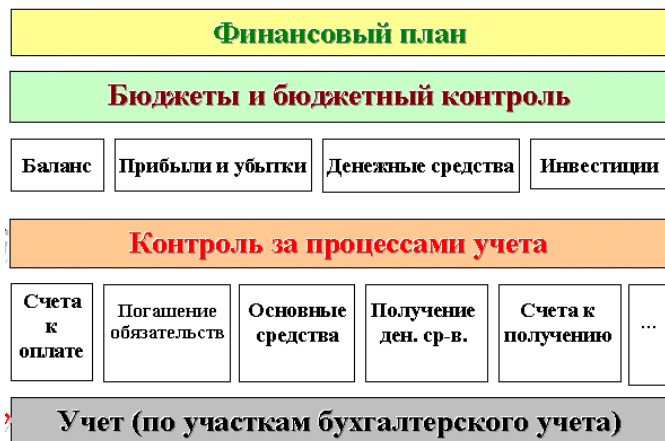 Финансовый план
Бюджеты и бюджетный контроль
Баланс
Прибыли и убытки
Денежные средства
Инвестиции
Контроль за процессами учета
Счета
к
оплате
Погашение
обязательств
Основные
средства
Получение
ден. ср-в.
Счета к
получению
...
Учет (по участкам бухгалтерского учета)